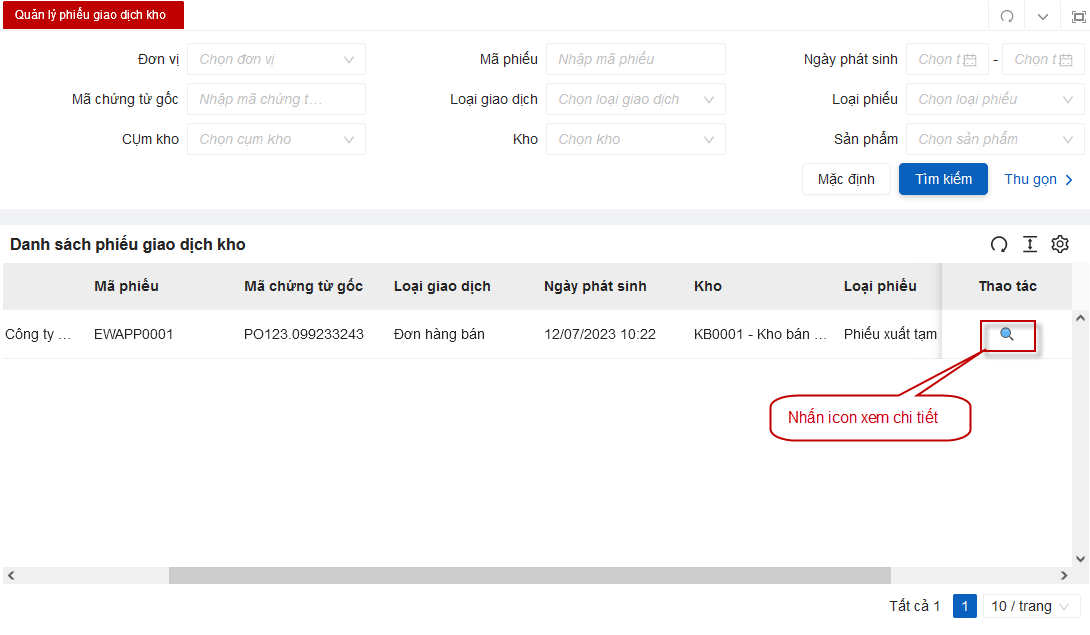 Quản lý phiếu giao dịch kho
Đơn vị Chọn đơn vị Mã phiếu Nhập mã phiếu Ngày phát sinh Chọn t - Chọn t
Mã chứng từ gốc Nhập mã chứng t... Loại giao dịch Chọn loại giao dịch Loại phiếu Chọn loại phiếu
CỤm kho Chọn cụm kho Kho Chọn kho Sản phẩm Chọn sản phẩm
Mặc định Tìm kiếm Thu gọn
Danh sách phiếu giao dịch kho
Mã phiếu Mã chứng từ gốc Loại giao dịch Ngày phát sinh Kho Loại phiếu Thao tác
Công ty ... EWAPP0001 PO123.099233243 Đơn hàng bán 12/07/2023 10:22 KB0001 - Kho bán ... Phiếu xuất tạm
Nhấn icon xem chi tiết
Tất cả 1 1 10 / trang